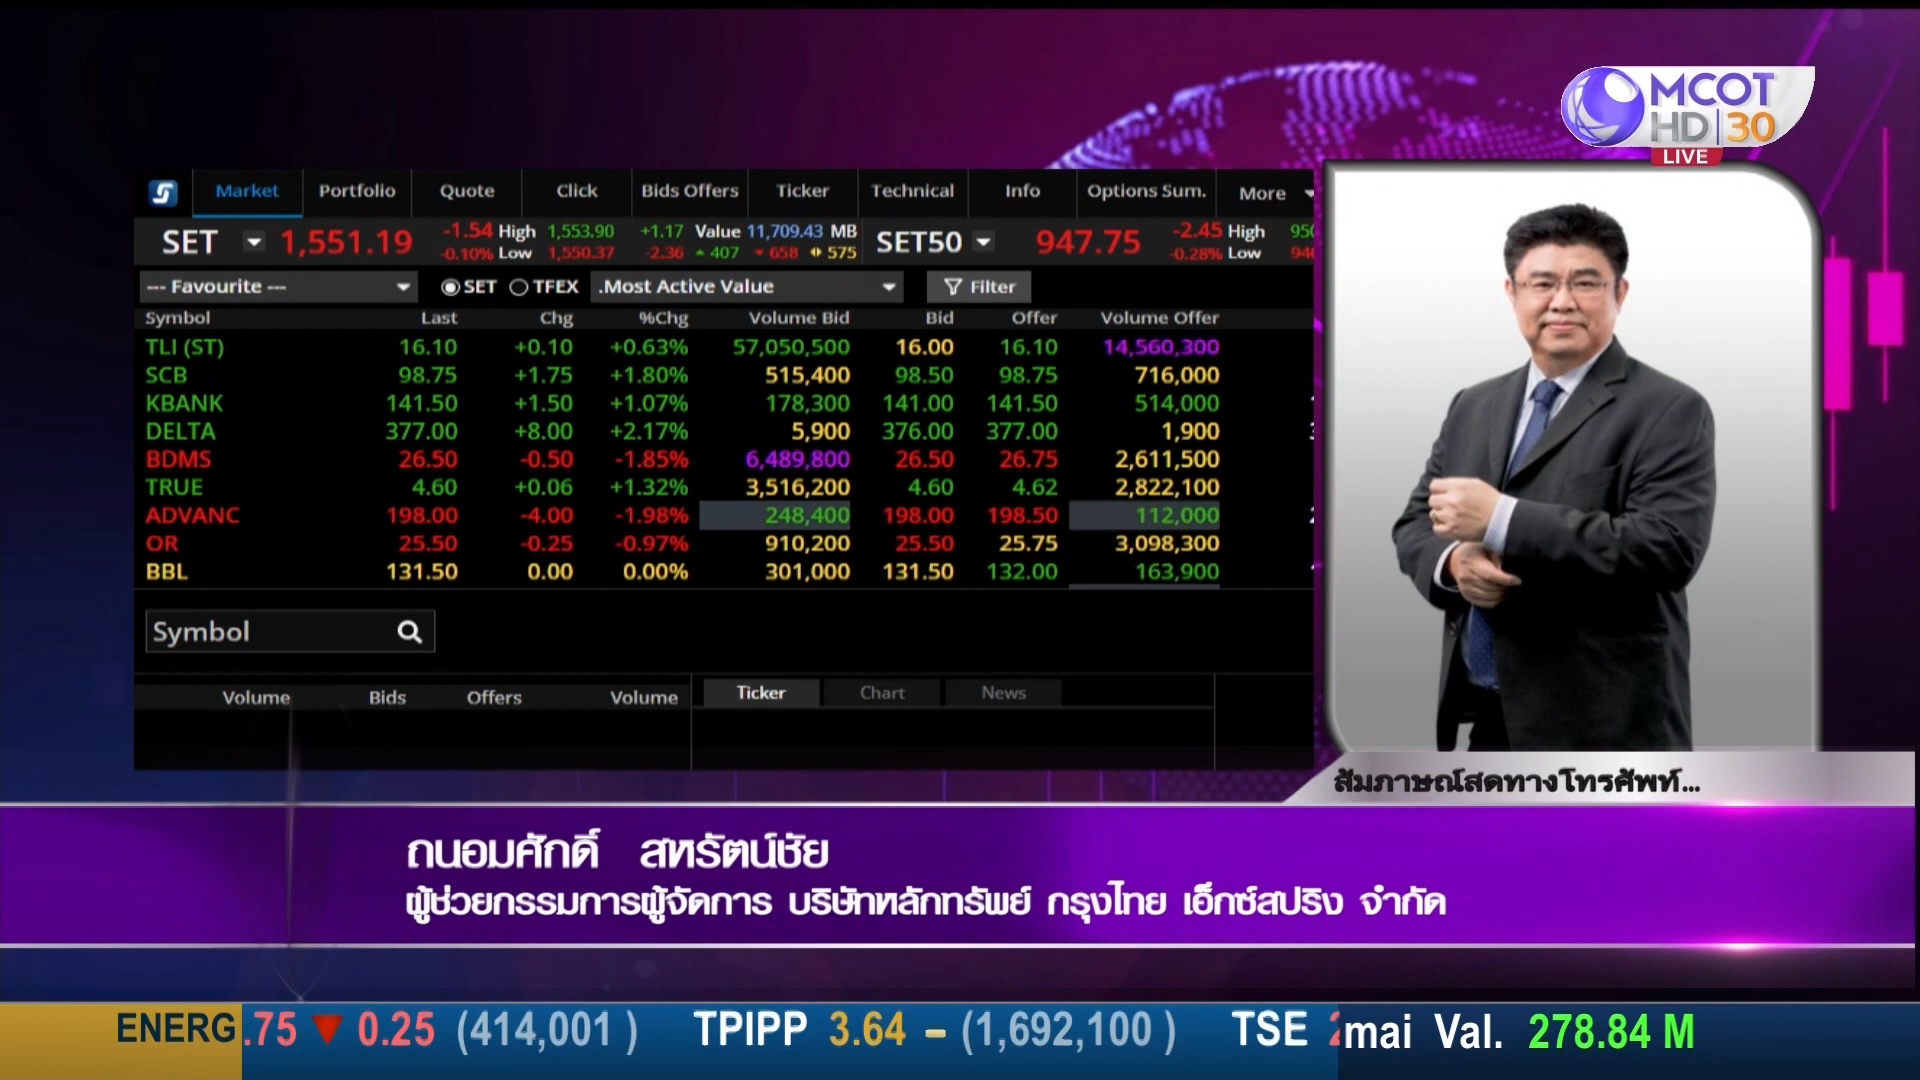 MCOT
HD 30
LIVE
Market Portfolio Quote Click Bids Offers Ticker Technical Info Options Sum. More
SET 1,551.19 -1.54 High 1,553.90 +1.17 Value 11,709.43 MB SET50 947.75 -2.45 High
-0.10% Low 1,550.37 -2.36 407 658 575 -0.28% Low
--- Favourite --- SET TFEX .Most Active Value Filter
Symbol Last Chg %Chg Volume Bid Bid Offer Volume Offer
TLI (ST) 16.10 +0.10 +0.63% 57,050,500 16.00 16.10 14,560,300
SCB 98.75 +1.75 +1.80% 515,400 98.50 98.75 716,000
KBANK 141.50 +1.50 +1.07% 178,300 141.00 141.50 514,000
DELTA 377.00 +8.00 +2.17% 5,900 376.00 377.00 1,900
BDMS 26.50 -0.50 -1.85% 6,489,800 26.50 26.75 2,611,500
TRUE 4.60 +0.06 +1.32% 3,516,200 4.60 4.62 2,822,100
ADVANC 198.00 -4.00 -1.98% 248,400 198.00 198.50 112,000
OR 25.50 -0.25 -0.97% 910,200 25.50 25.75 3,098,300
BBL 131.50 0.00 0.00% 301,000 131.50 132.00 163,900
Symbol
Volume Bids Offers Volume Ticker Chart News
สัมภาษณ์สดทางโทรศัพท์...
ถนอมศักดิ์ สหรัตน์ชัย
ผู้ช่วยกรรมการผู้จัดการ บริษัทหลักทรัพย์ กรุงไทย เอ็กซ์สปริง จำกัด
ENERG .75 ▼ 0.25 (414,001 ) TPIPP 3.64 – (1,692,100 ) TSE mai Val. 278.84 M